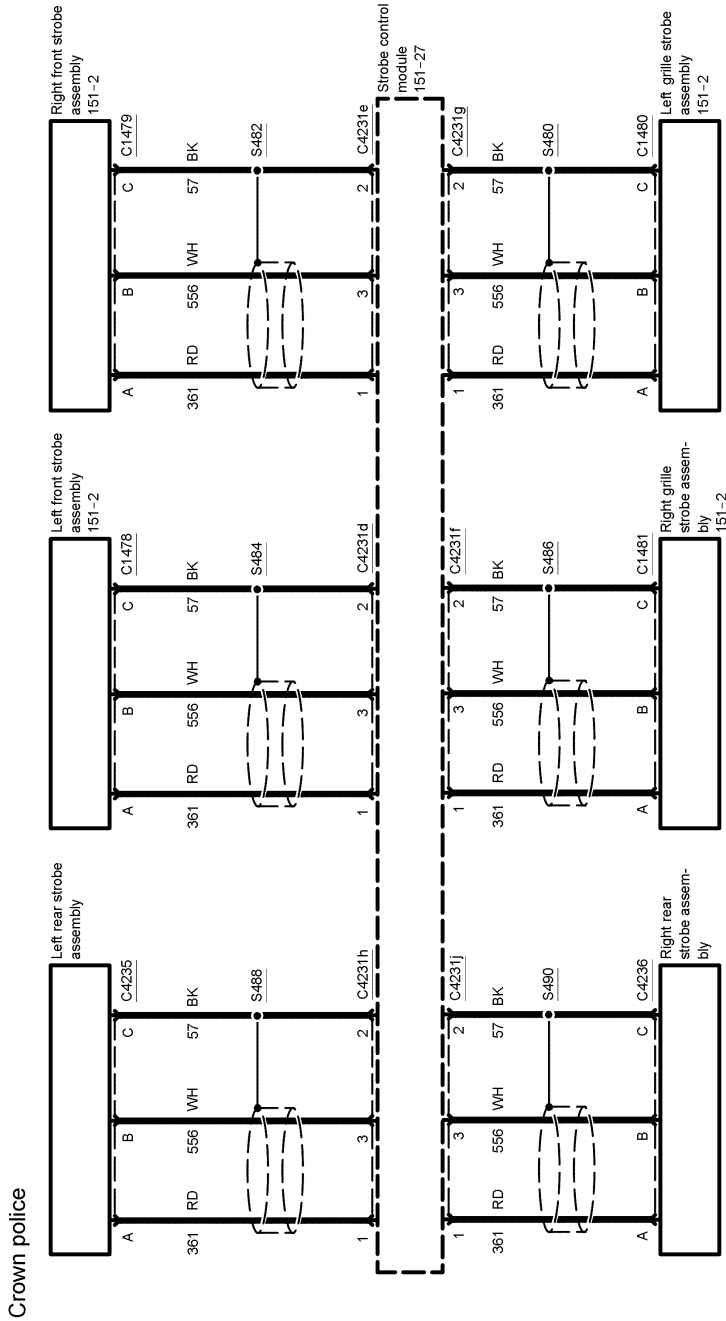 Crown police
Left rear strobe
assembly
C4235
A
B
C
361
RD
556
WH
57
BK
S488
1
3
2
C4231h
Left front strobe
assembly
151-2
C1478
A
B
C
361
RD
556
WH
57
BK
S484
1
3
2
C4231d
Right front strobe
assembly
151-2
C1479
A
B
C
361
RD
556
WH
57
BK
S482
1
3
2
C4231e
Strobe control
module
151-27
C4231j
1
3
2
361
RD
556
WH
57
BK
S490
A
B
C
C4236
Right rear
strobe assem-
bly
C4231f
1
3
2
361
RD
556
WH
57
BK
S486
A
B
C
C1481
Right grille
strobe assem-
bly
151-2
C4231g
1
3
2
361
RD
556
WH
57
BK
S480
A
B
C
C1480
Left grille strobe
assembly
151-2